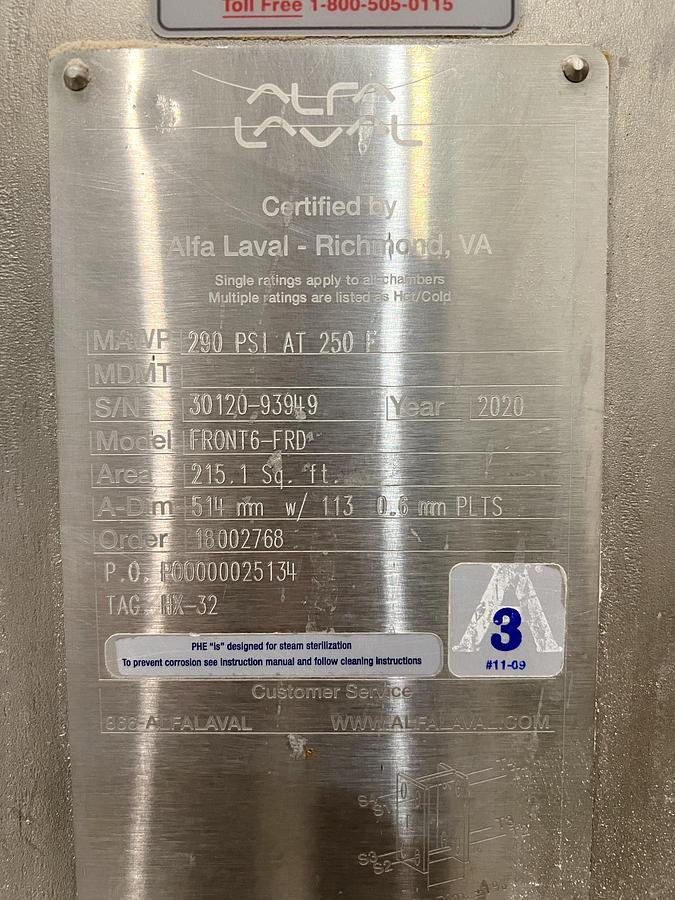 Toll Free 1-800-505-0115
ALFA
LAVAL
Certified by
Alfa Laval - Richmond, VA
Single ratings apply to all chambers
Multiple ratings are listed as Hot/Cold
MAWP 290 PSI AT 250 F
MDMT
S/N 30120-93949 Year 2020
Model FRONT6-FRD
Area 215.1 Sq. ft.
A-Dim 514 mm w/ 113 0.6 mm PLTS
Order 18002768
P.O. P00000025134
TAG HX-32
PHE "is" designed for steam sterilization
To prevent corrosion see instruction manual and follow cleaning instructions
3
#11-09
Customer Service
866-ALFALAVAL WWW.ALFALAVAL.COM
S3
S2